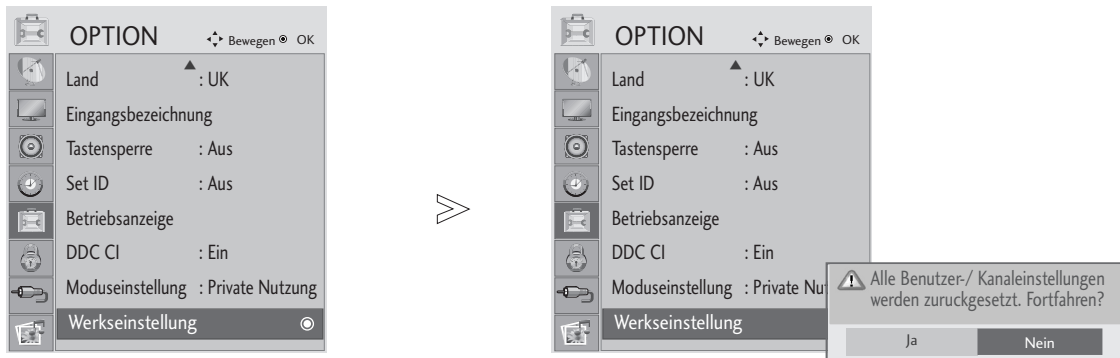 OPTION Bewegen OK
Land : UK
Eingangsbezeichnung
Tastensperre : Aus
Set ID : Aus
Betriebsanzeige
DDC CI : Ein
Moduseinstellung : Private Nutzung
Werkseinstellung
>>
OPTION Bewegen OK
Land : UK
Eingangsbezeichnung
Tastensperre : Aus
Set ID : Aus
Betriebsanzeige
DDC CI : Ein
Moduseinstellung : Private Nu
Werkseinstellung
Alle Benutzer-/ Kanaleinstellungen
werden zuruckgesetzt. Fortfahren?
Ja Nein